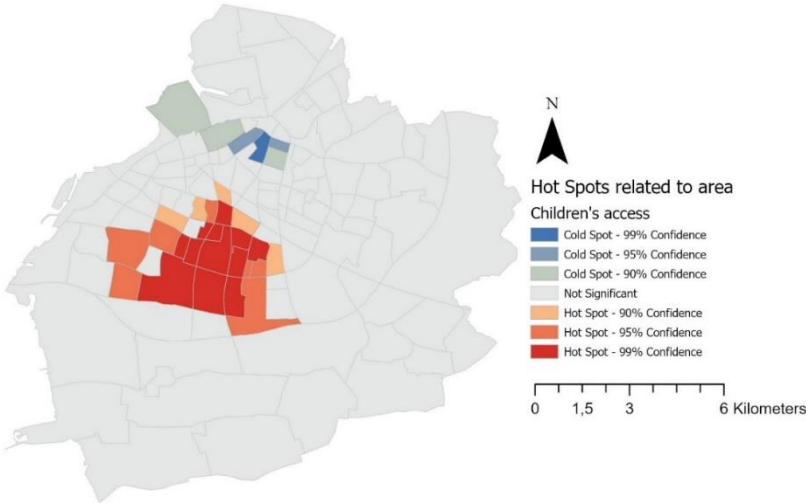 N
Hot Spots related to area
Children's access
Cold Spot - 99% Confidence
Cold Spot - 95% Confidence
Cold Spot - 90% Confidence
Not Significant
Hot Spot - 90% Confidence
Hot Spot - 95% Confidence
Hot Spot - 99% Confidence
0 1,5 3 6 Kilometers